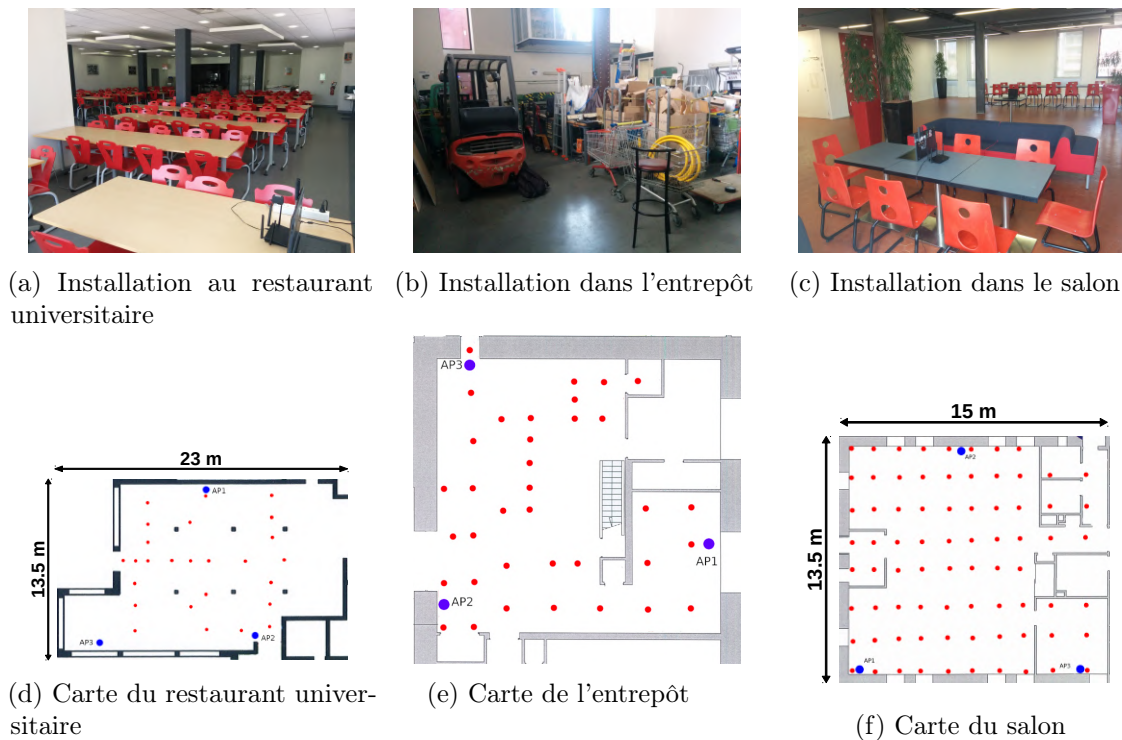 (a) Installation au restaurant
universitaire
(b) Installation dans l'entrepôt
(c) Installation dans le salon
23 m
13.5 m
AP1
AP2
AP3
(d) Carte du restaurant univer-
sitaire
AP3
AP1
AP2
(e) Carte de l'entrepôt
15 m
13.5 m
AP2
AP1
AP3
(f) Carte du salon